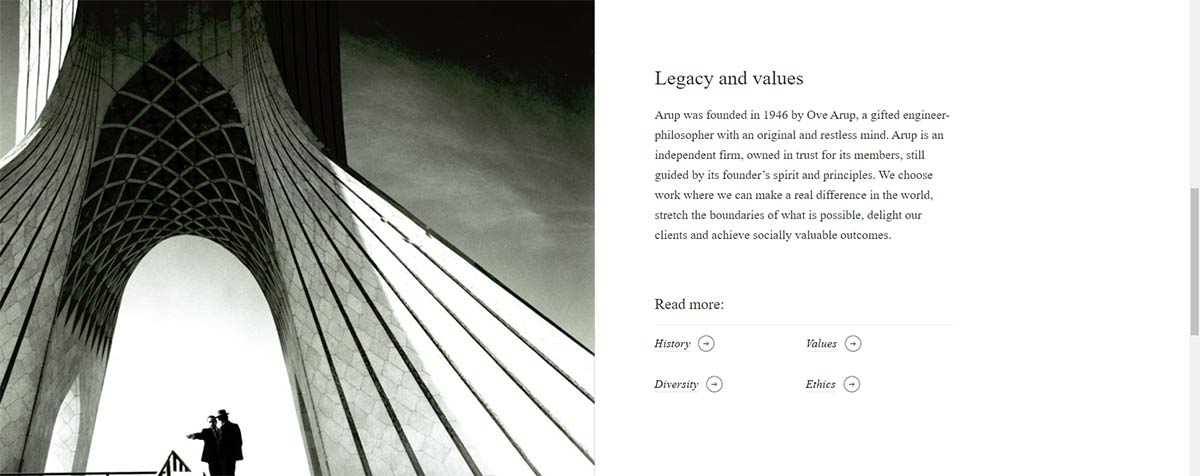 Legacy and values
Arup was founded in 1946 by Ove Arup, a gifted engineer-
philosopher with an original and restless mind. Arup is an
independent firm, owned in trust for its members, still
guided by its founder’s spirit and principles. We choose
work where we can make a real difference in the world,
stretch the boundaries of what is possible, delight our
clients and achieve socially valuable outcomes.
Read more:
History
Values
Diversity
Ethics